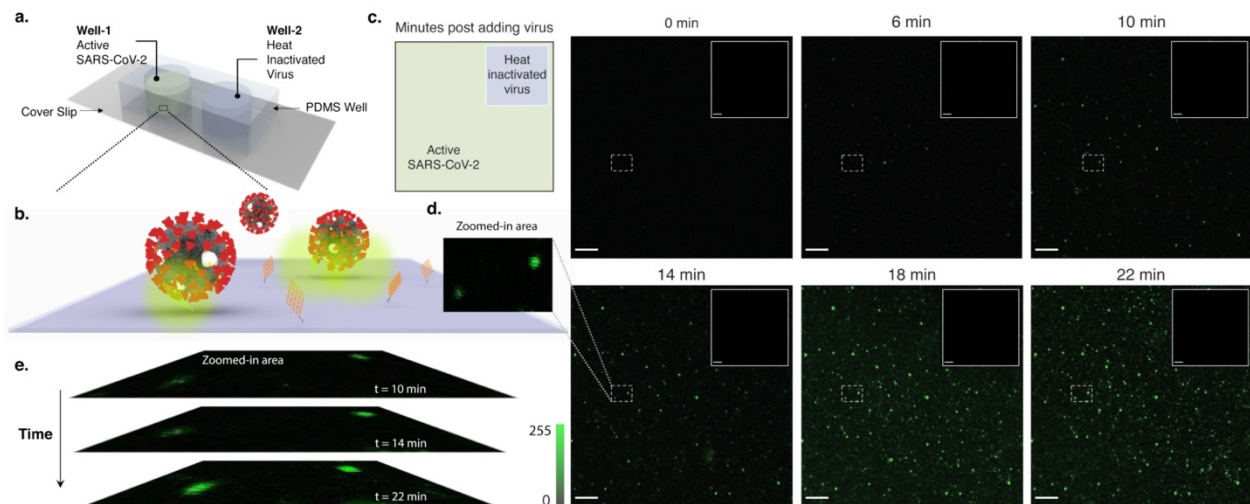 a.
Well-1
Active
SARS-CoV-2
Well-2
Heat
Inactivated
Virus
Cover Slip
PDMS Well
b.
c.
Minutes post adding virus
Heat
inactivated
virus
Active
SARS-CoV-2
0 min
6 min
10 min
d.
Zoomed-in area
14 min
18 min
22 min
e.
Zoomed-in area
t = 10 min
Time
t = 14 min
t = 22 min
255
0